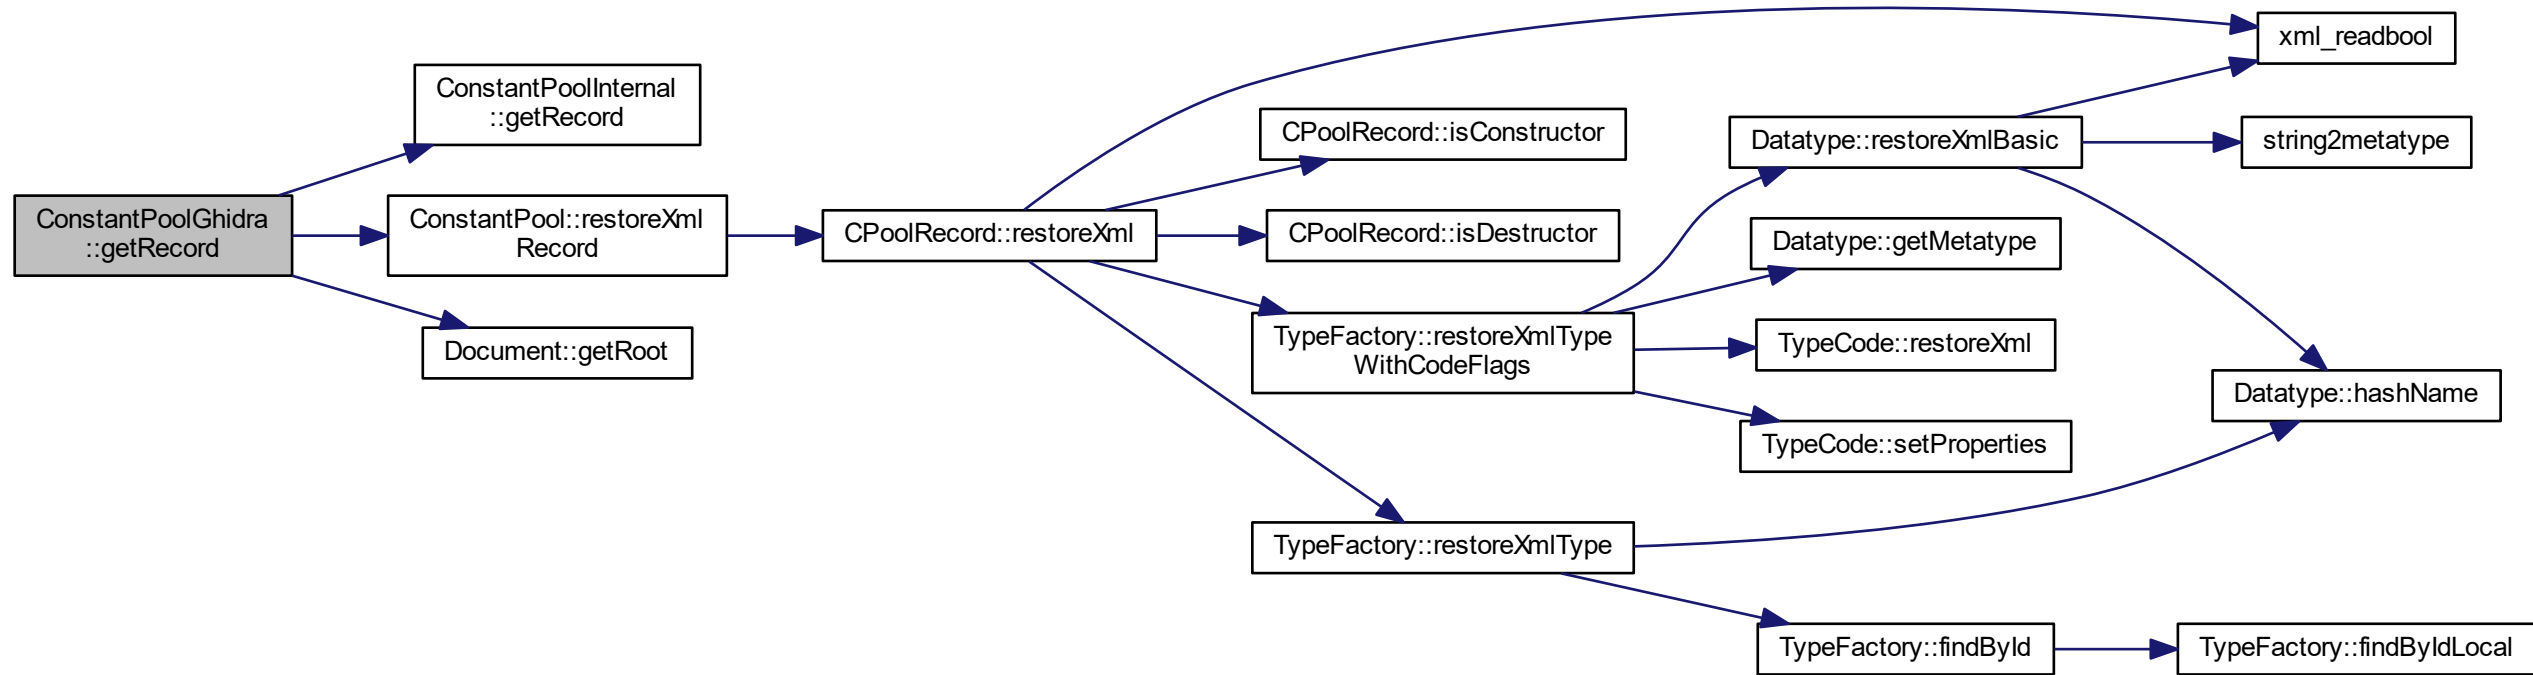 ConstantPoolGhidra
::getRecord
ConstantPoolInternal
::getRecord
ConstantPool::restoreXml
Record
Document::getRoot
CPoolRecord::restoreXml
xml_readbool
CPoolRecord::isConstructor
CPoolRecord::isDestructor
TypeFactory::restoreXmlType
WithCodeFlags
TypeFactory::restoreXmlType
Datatype::restoreXmlBasic
Datatype::getMetatype
TypeCode::restoreXml
TypeCode::setProperties
string2metatype
Datatype::hashName
TypeFactory::findById
TypeFactory::findByIdLocal